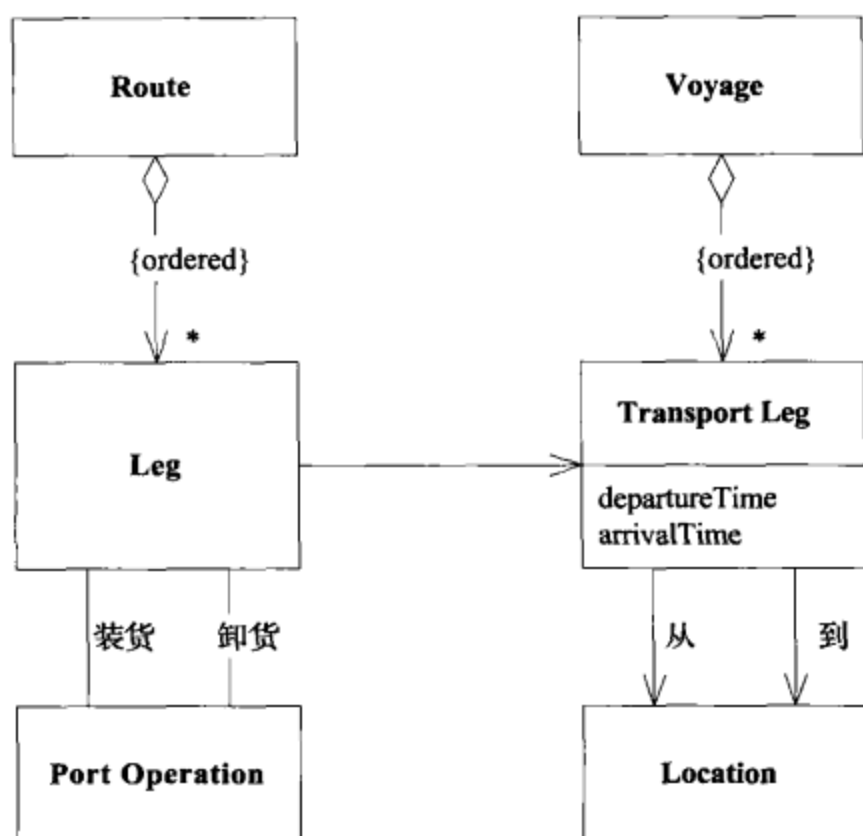 Route
Voyage
{ordered}
{ordered}
*
*
Leg
Transport Leg
departureTime
arrivalTime
装货
卸货
从
到
Port Operation
Location